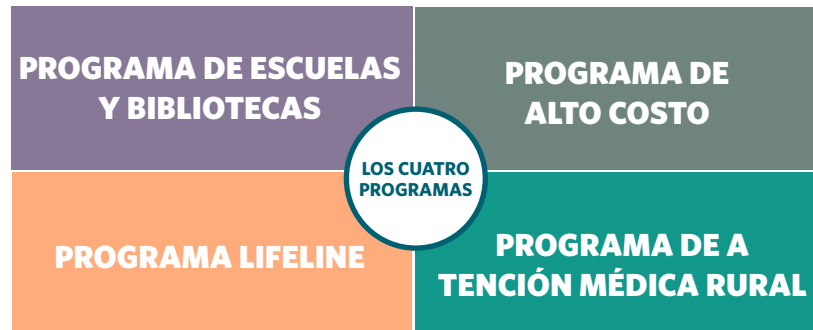 PROGRAMA DE ESCUELAS
Y BIBLIOTECAS
PROGRAMA DE
ALTO COSTO
LOS CUATRO
PROGRAMAS
PROGRAMA LIFELINE
PROGRAMA DE A
TENCIÓN MÉDICA RURAL